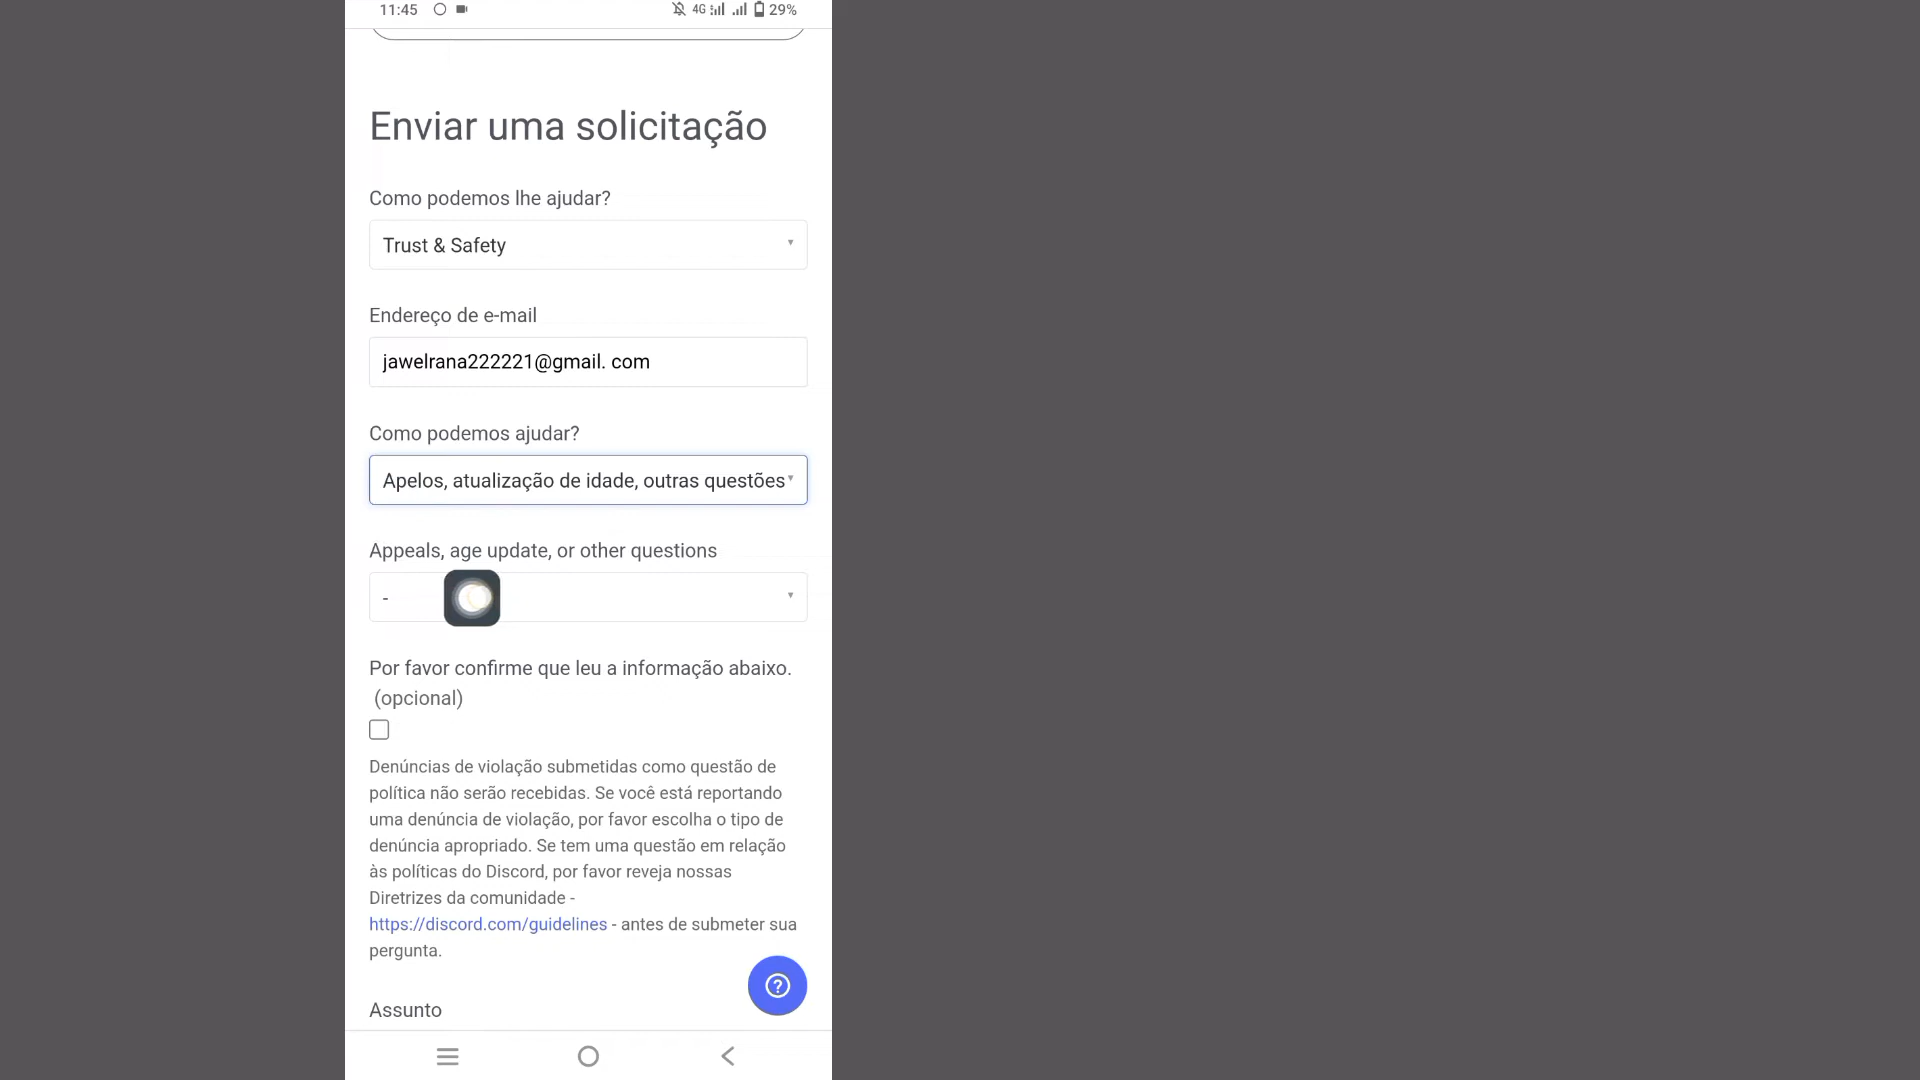 11:45 4G 29%
Enviar uma solicitação
Como podemos lhe ajudar?
Trust & Safety
Endereço de e-mail
jawelrana222221@gmail. com
Como podemos ajudar?
Apelos, atualização de idade, outras questões
Appeals, age update, or other questions
-
Por favor confirme que leu a informação abaixo.
(opcional)
Denúncias de violação submetidas como questão de
política não serão recebidas. Se você está reportando
uma denúncia de violação, por favor escolha o tipo de
denúncia apropriado. Se tem uma questão em relação
às políticas do Discord, por favor reveja nossas
Diretrizes da comunidade -
https://discord.com/guidelines - antes de submeter sua
pergunta.
Assunto